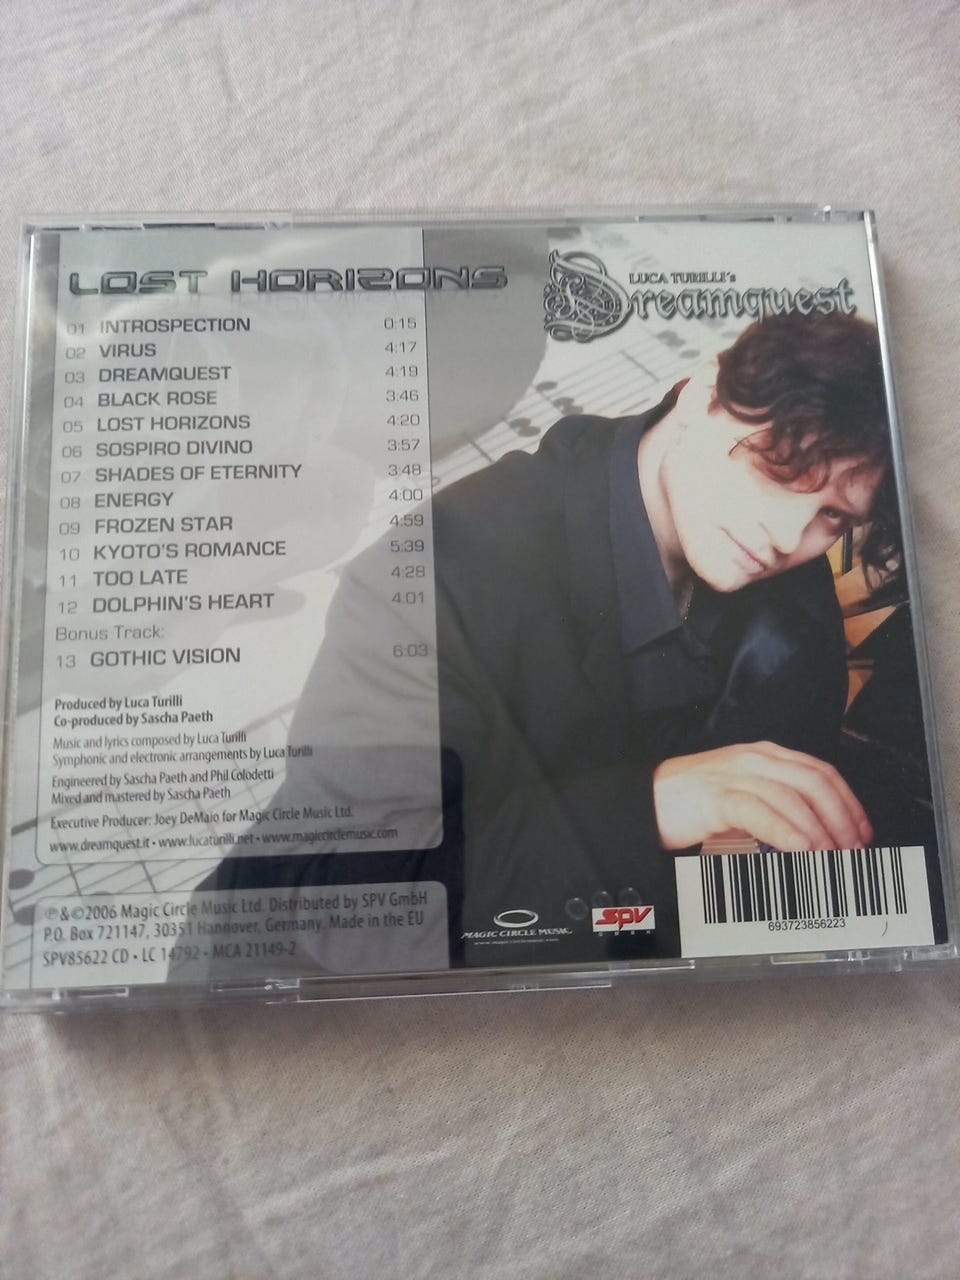 LOST HORIZONS
LUCA TURILLI's
Dreamquest
01 INTROSPECTION 0:15
02 VIRUS 4:17
03 DREAMQUEST 4:19
04 BLACK ROSE 3:46
05 LOST HORIZONS 4:20
06 SOSPIRO DIVINO 3:57
07 SHADES OF ETERNITY 3:48
08 ENERGY 4:00
09 FROZEN STAR 4:59
10 KYOTO'S ROMANCE 5:39
11 TOO LATE 4:28
12 DOLPHIN'S HEART 4:01
Bonus Track:
13 GOTHIC VISION 6:03
Produced by Luca Turilli
Co-produced by Sascha Paeth
Music and lyrics composed by Luca Turilli
Symphonic and electronic arrangements by Luca Turilli
Engineered by Sascha Paeth and Phil Colodetti
Mixed and mastered by Sascha Paeth
Executive Producer: Joey DeMaio for Magic Circle Music Ltd.
www.dreamquest.it • www.lucaturilli.net • www.magiccirclemusic.com
℗&©2006 Magic Circle Music Ltd. Distributed by SPV GmbH
P.O. Box 721147, 30351 Hannover, Germany. Made in the EU
SPV85622 CD • LC 14792 • MCA 21149-2
MAGIC CIRCLE MUSIC
SPV
GMBH
693723856223